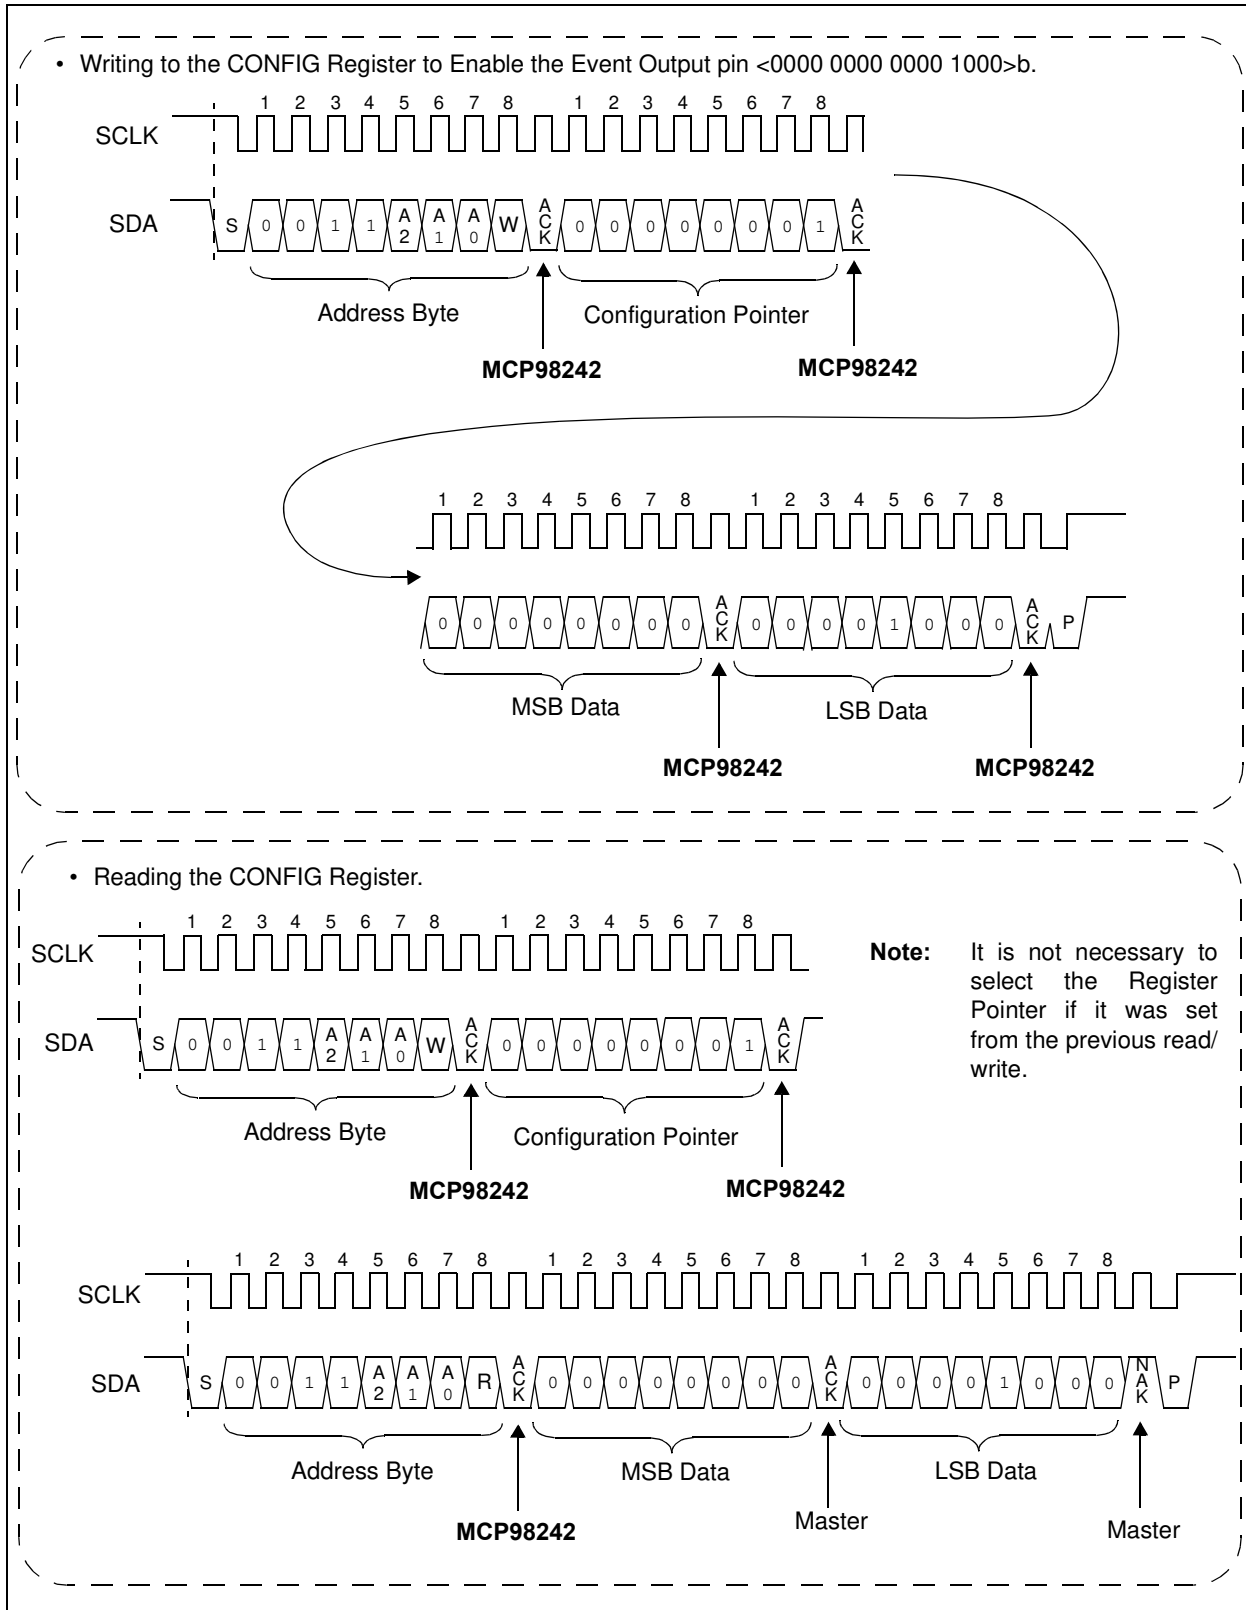 • Writing to the CONFIG Register to Enable the Event Output pin <0000 0000 0000 1000>b.
1 2 3 4 5 6 7 8 1 2 3 4 5 6 7 8
SCLK
SDA S 0 0 1 1 A2 A1 A0 W ACK 0 0 0 0 0 0 0 1 ACK
Address Byte Configuration Pointer
MCP98242 MCP98242
1 2 3 4 5 6 7 8 1 2 3 4 5 6 7 8
0 0 0 0 0 0 0 0 ACK 0 0 0 0 1 0 0 0 ACK P
MSB Data LSB Data
MCP98242 MCP98242
• Reading the CONFIG Register.
1 2 3 4 5 6 7 8 1 2 3 4 5 6 7 8
SCLK
SDA S 0 0 1 1 A2 A1 A0 W ACK 0 0 0 0 0 0 0 1 ACK
Address Byte Configuration Pointer
MCP98242 MCP98242
Note: It is not necessary to
select the Register
Pointer if it was set
from the previous read/
write.
1 2 3 4 5 6 7 8 1 2 3 4 5 6 7 8 1 2 3 4 5 6 7 8
SCLK
SDA S 0 0 1 1 A2 A1 A0 R ACK 0 0 0 0 0 0 0 0 ACK 0 0 0 0 1 0 0 0 NAK P
Address Byte MSB Data LSB Data
MCP98242 Master Master